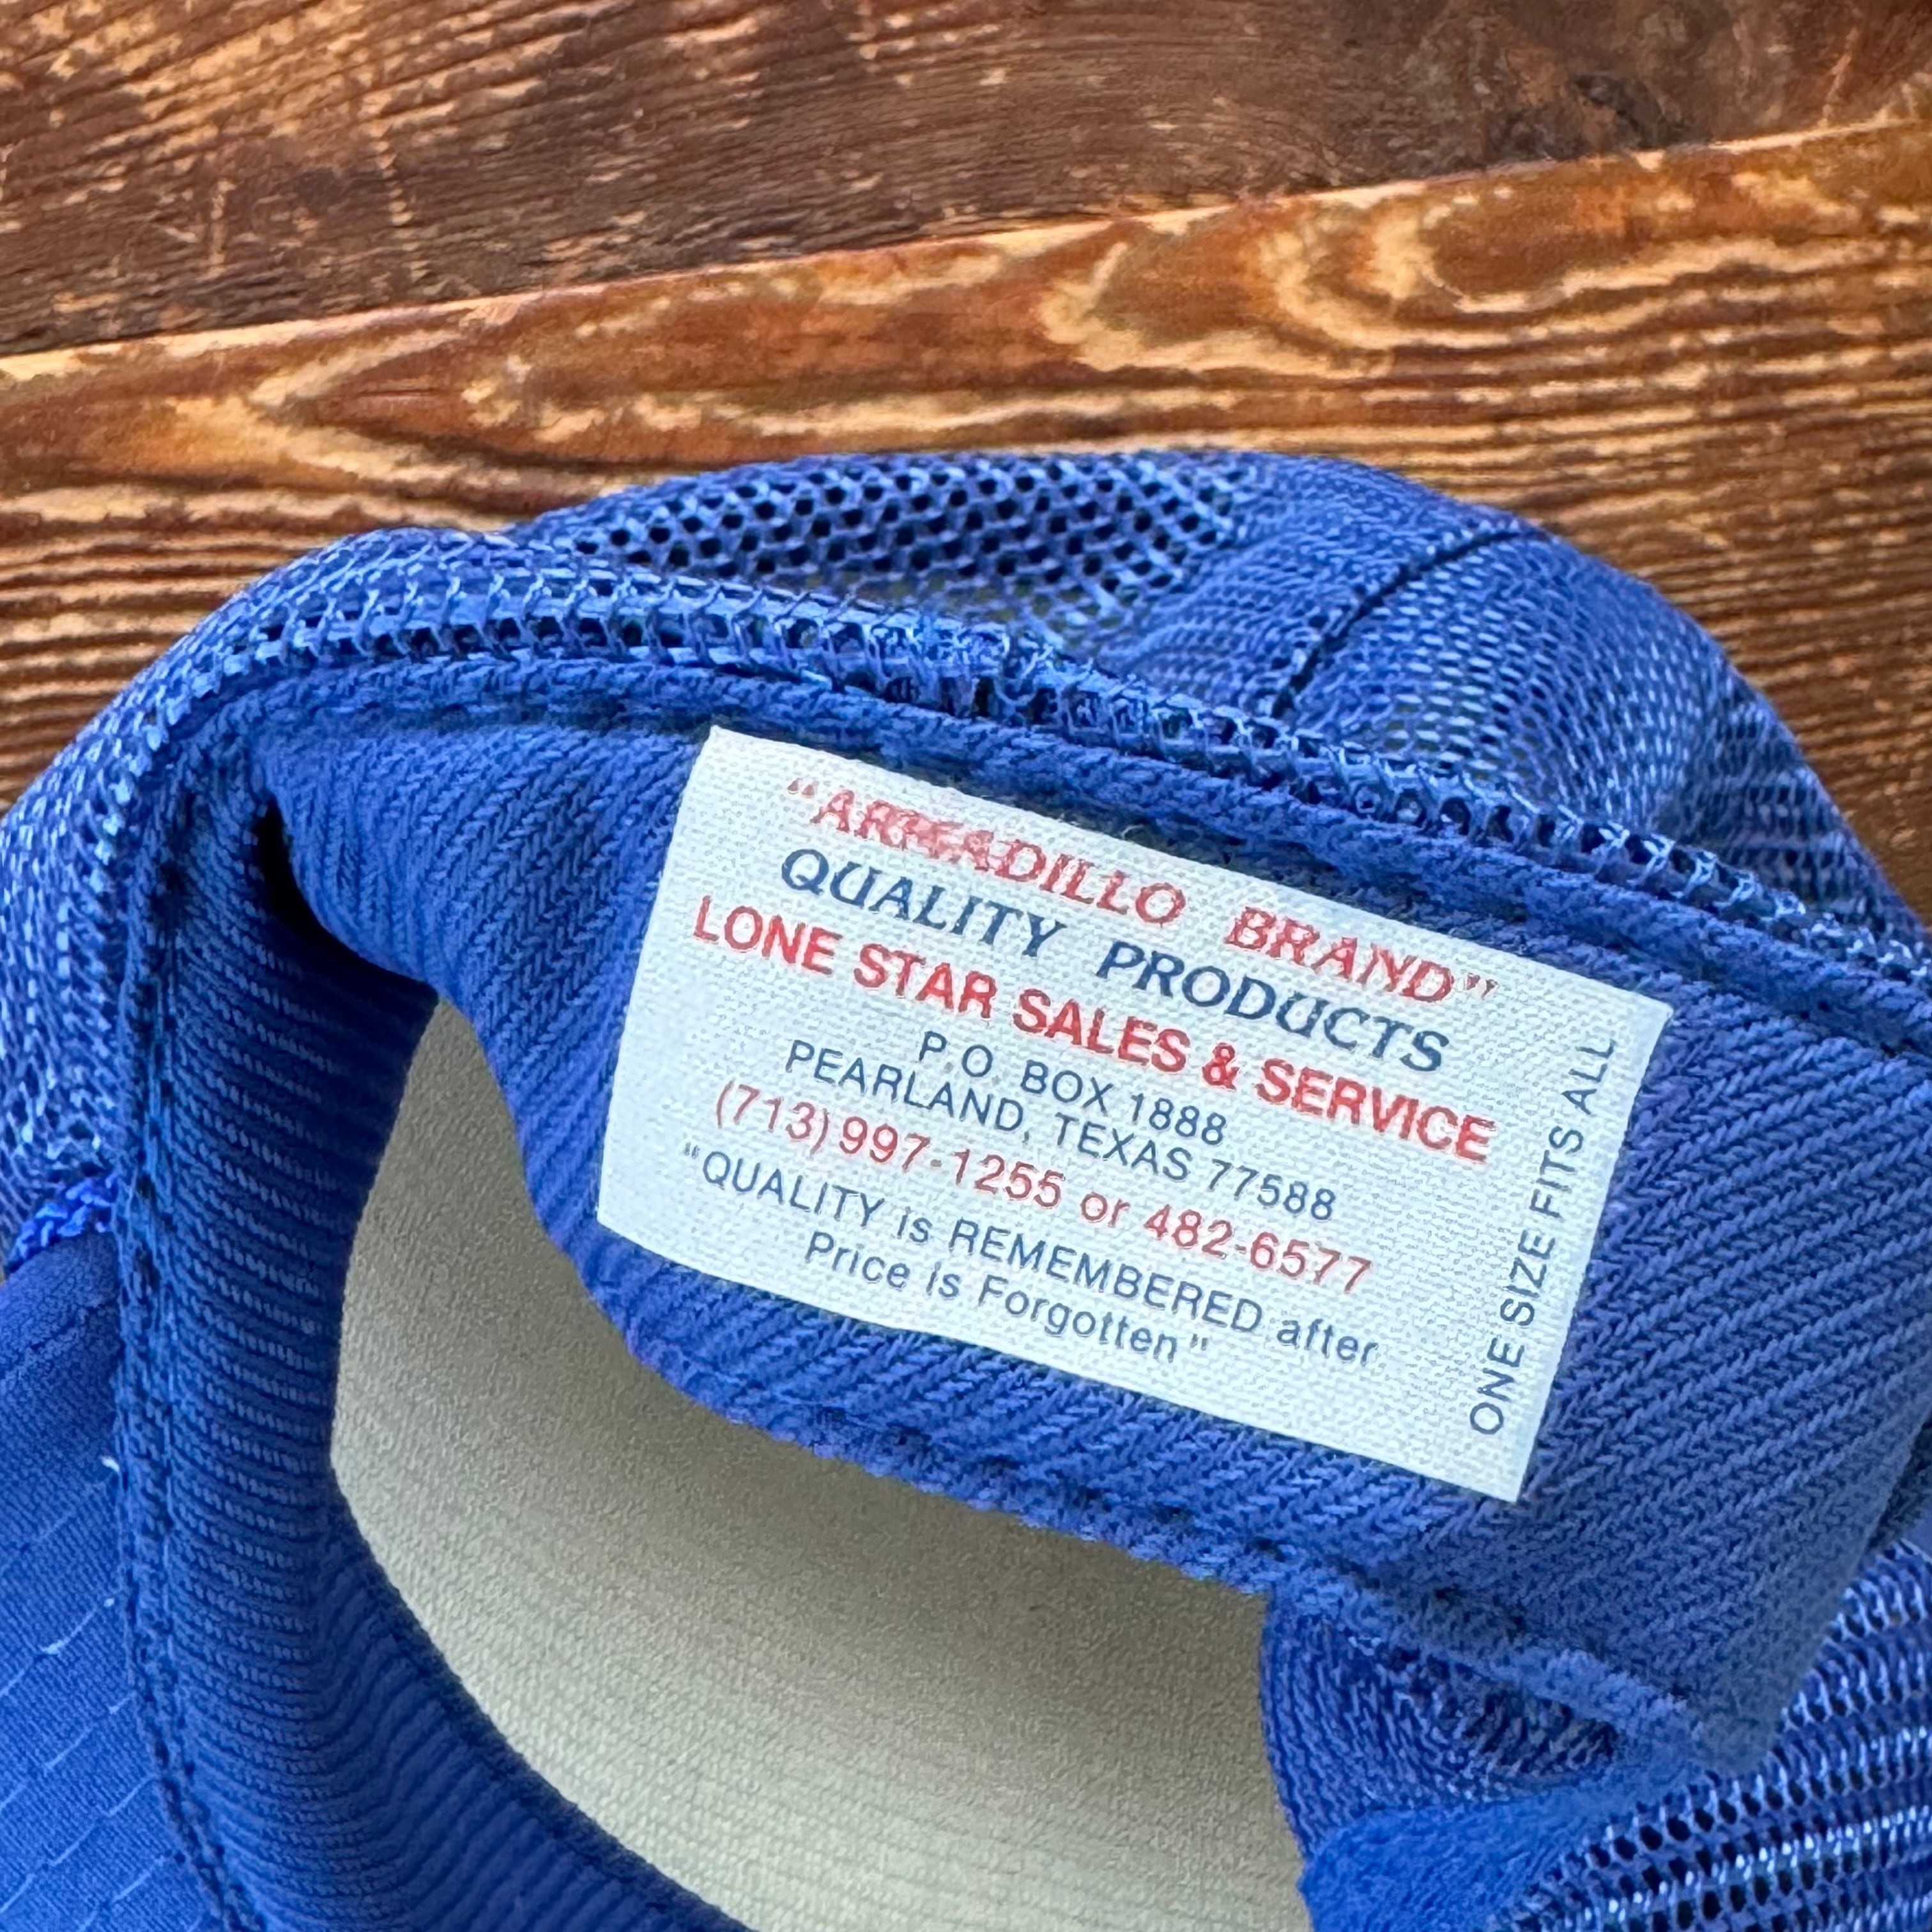 "ARMADILLO BRAND"
QUALITY PRODUCTS
LONE STAR SALES & SERVICE
P.O. BOX 1888
PEARLAND, TEXAS 77588
(713) 997-1255 or 482-6577
"QUALITY is REMEMBERED after
Price is Forgotten"
ONE SIZE FITS ALL